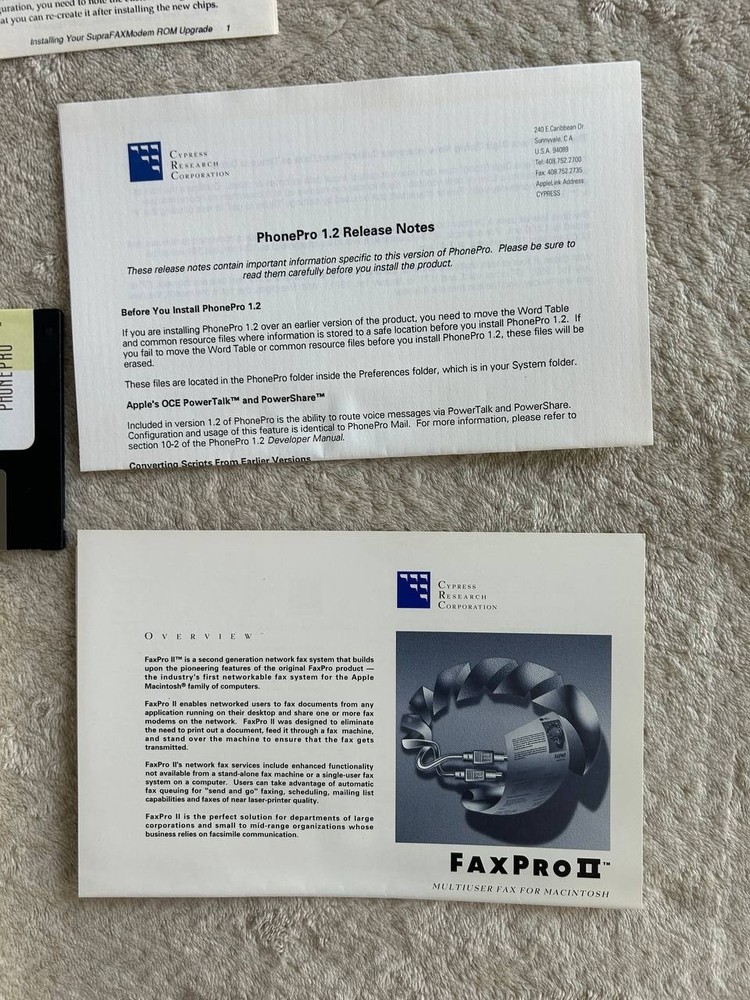 guration, you need to note the
at you can re-create it after installing the new chips.
Installing Your SupraFAXModem ROM Upgrade 1
CYPRESS
RESEARCH
CORPORATION
240 E.Caribbean Dr
Sunnyvale, CA
U.S.A. 94089
Tel: 408.752.2700
Fax: 408.752.2735
AppleLink Address:
CYPRESS
PhonePro 1.2 Release Notes
These release notes contain important information specific to this version of PhonePro. Please be sure to
read them carefully before you install the product.
Before You Install PhonePro 1.2
If you are installing PhonePro 1.2 over an earlier version of the product, you need to move the Word Table
and common resource files where information is stored to a safe location before you install PhonePro 1.2. If
you fail to move the Word Table or common resource files before you install PhonePro 1.2, these files will be
erased.
These files are located in the PhonePro folder inside the Preferences folder, which is in your System folder.
Apple's OCE PowerTalk™ and PowerShare™
Included in version 1.2 of PhonePro is the ability to route voice messages via PowerTalk and PowerShare.
Configuration and usage of this feature is identical to PhonePro Mail. For more information, please refer to
section 10-2 of the PhonePro 1.2 Developer Manual.
Converting Scripts From Earlier Versions
PHONEPRO
CYPRESS
RESEARCH
CORPORATION
OVERVIEW
FaxPro II™ is a second generation network fax system that builds
upon the pioneering features of the original FaxPro product —
the industry's first networkable fax system for the Apple
Macintosh® family of computers.
FaxPro II enables networked users to fax documents from any
application running on their desktop and share one or more fax
modems on the network. FaxPro II was designed to eliminate
the need to print out a document, feed it through a fax machine,
and stand over the machine to ensure that the fax gets
transmitted.
FaxPro II's network fax services include enhanced functionality
not available from a stand-alone fax machine or a single-user fax
system on a computer. Users can take advantage of automatic
fax queuing for "send and go" faxing, scheduling, mailing list
capabilities and faxes of near laser-printer quality.
FaxPro II is the perfect solution for departments of large
corporations and small to mid-range organizations whose
business relies on facsimile communication.
FAXPRO II™
MULTIUSER FAX FOR MACINTOSH